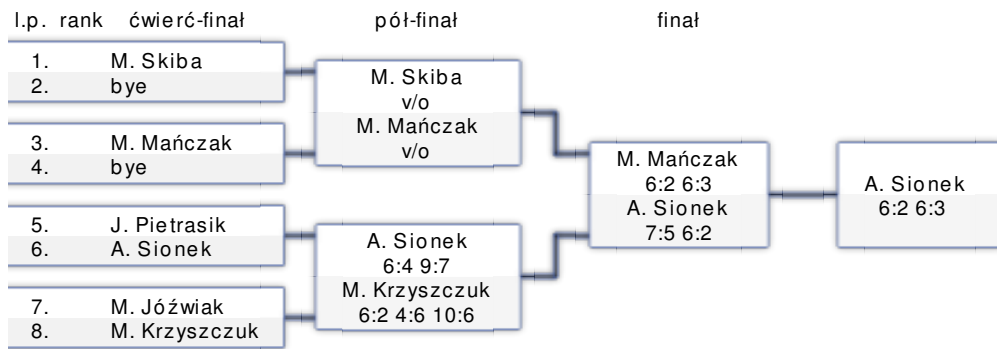 l.p. rank ćwierć-finał pół-finał finał
1. M. Skiba
2. bye
3. M. Mańczak
4. bye
5. J. Pietrasik
6. A. Sionek
7. M. Jóźwiak
8. M. Krzyszczuk
M. Skiba
v/o
M. Mańczak
v/o
A. Sionek
6:4 9:7
M. Krzyszczuk
6:2 4:6 10:6
M. Mańczak
6:2 6:3
A. Sionek
7:5 6:2
A. Sionek
6:2 6:3